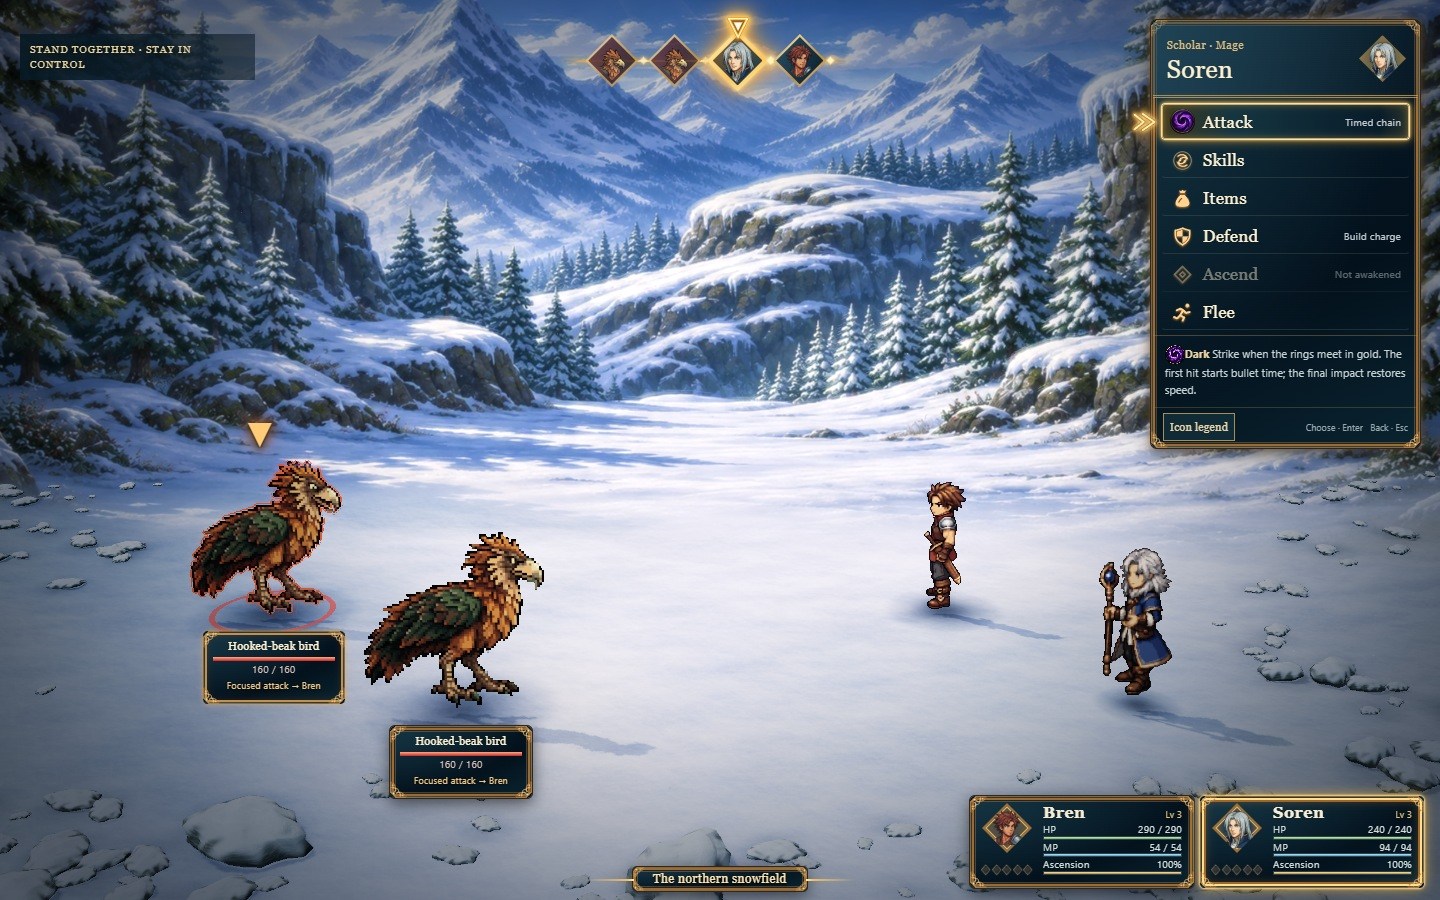 STAND TOGETHER · STAY IN
CONTROL
Scholar · Mage
Soren
Attack Timed chain
Skills
Items
Defend Build charge
Ascend Not awakened
Flee
Dark Strike when the rings meet in gold. The
first hit starts bullet time; the final impact restores
speed.
Icon legend Choose · Enter Back · Esc
Hooked-beak bird
160 / 160
Focused attack → Bren
Hooked-beak bird
160 / 160
Focused attack → Bren
Bren Lv 3
HP 290 / 290
MP 54 / 54
Ascension 100%
Soren Lv 3
HP 240 / 240
MP 94 / 94
Ascension 100%
The northern snowfield